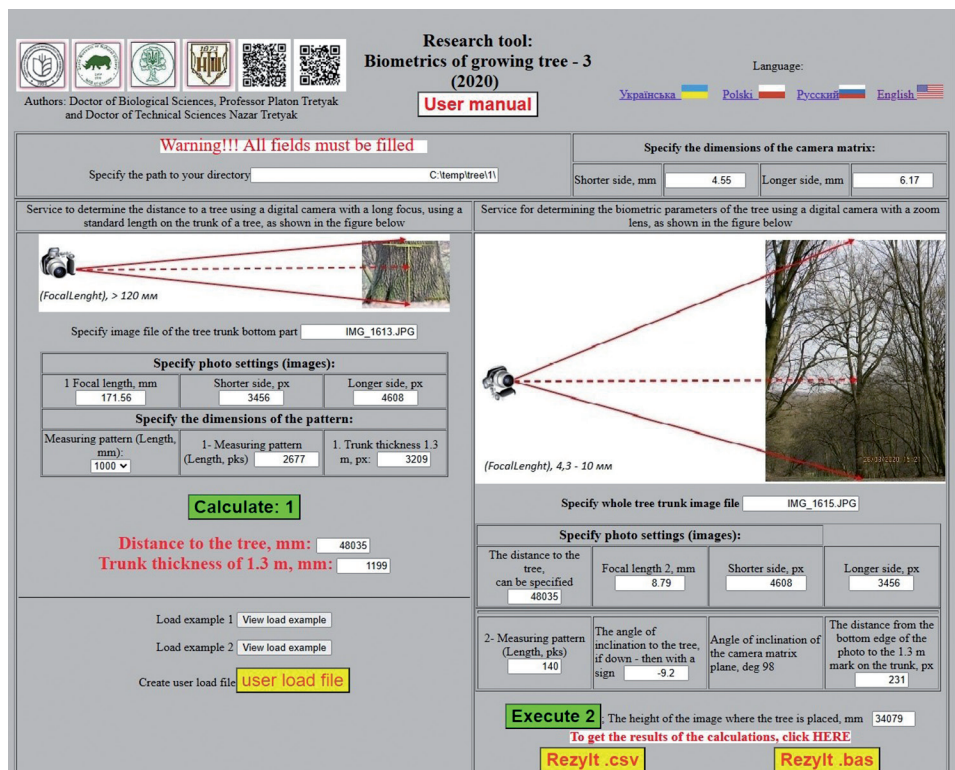 Research tool:
Biometrics of growing tree - 3
(2020)
User manual
Language:
Українська
Polski
Русский
English
Authors: Doctor of Biological Sciences, Professor Platon Tretyak
and Doctor of Technical Sciences Nazar Tretyak
Warning!!! All fields must be filled
Specify the path to your directory C:\temp\tree\1\
Specify the dimensions of the camera matrix:
Shorter side, mm 4.55 Longer side, mm 6.17
Service to determine the distance to a tree using a digital camera with a long focus, using a
standard length on the trunk of a tree, as shown in the figure below
(FocalLenght), > 120 мм
Specify image file of the tree trunk bottom part IMG_1613.JPG
Specify photo settings (images):
1 Focal length, mm
171.56
Shorter side, px
3456
Longer side, px
4608
Specify the dimensions of the pattern:
Measuring pattern (Length,
mm):
1000
1- Measuring pattern
(Length, pks) 2677
1. Trunk thickness 1.3
m, px: 3209
Calculate: 1
Distance to the tree, mm: 48035
Trunk thickness of 1.3 m, mm: 1199
Load example 1 View load example
Load example 2 View load example
Create user load file user load file
Service for determining the biometric parameters of the tree using a digital camera with a zoom
lens, as shown in the figure below
26/03/2020 15:21
(FocalLenght), 4,3 - 10 мм
Specify whole tree trunk image file IMG_1615.JPG
Specify photo settings (images):
The distance to the
tree,
can be specified
48035
Focal length 2, mm
8.79
Shorter side, px
4608
Longer side, px
3456
2- Measuring pattern
(Length, pks)
140
The angle of
inclination to the tree,
if down - then with a
sign -9.2
Angle of inclination of
the camera matrix
plane, deg 98
The distance from the
bottom edge of the
photo to the 1.3 m
mark on the trunk, px
231
Execute 2 ; The height of the image where the tree is placed, mm 34079
To get the results of the calculations, click HERE
Rezylt .csv
Rezylt .bas